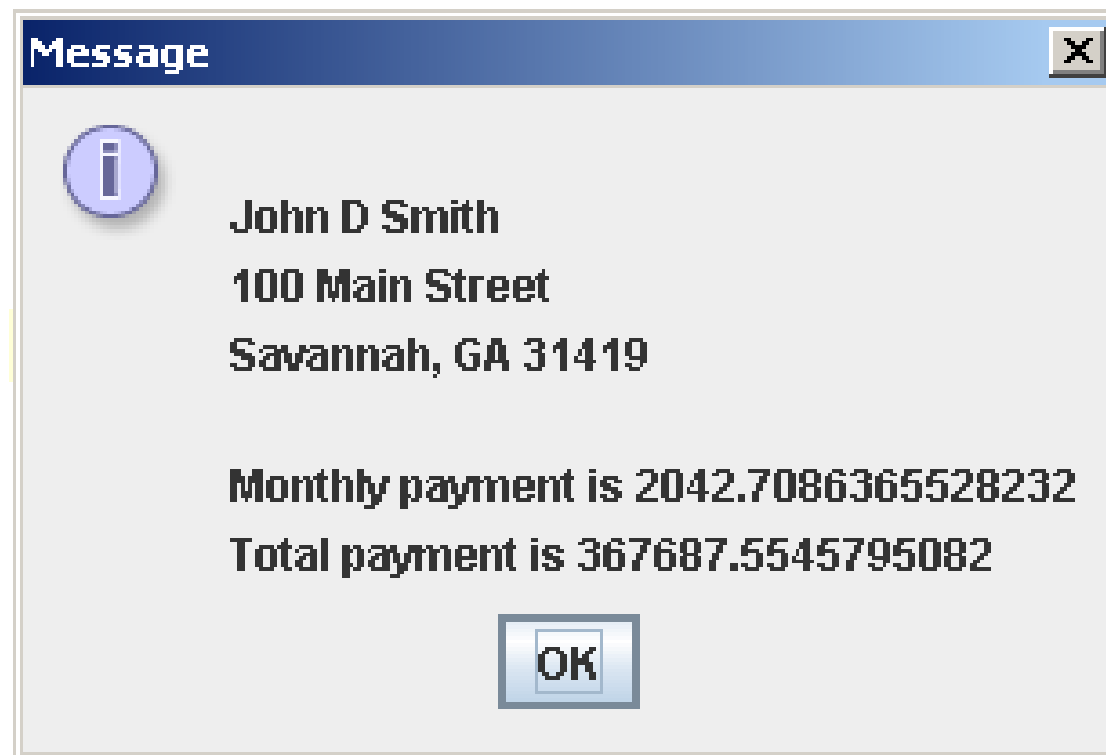 Message
John D Smith
100 Main Street
Savannah, GA 31419
Monthly payment is 2042.7086365528232
Total payment is 367687.5545795082
OK